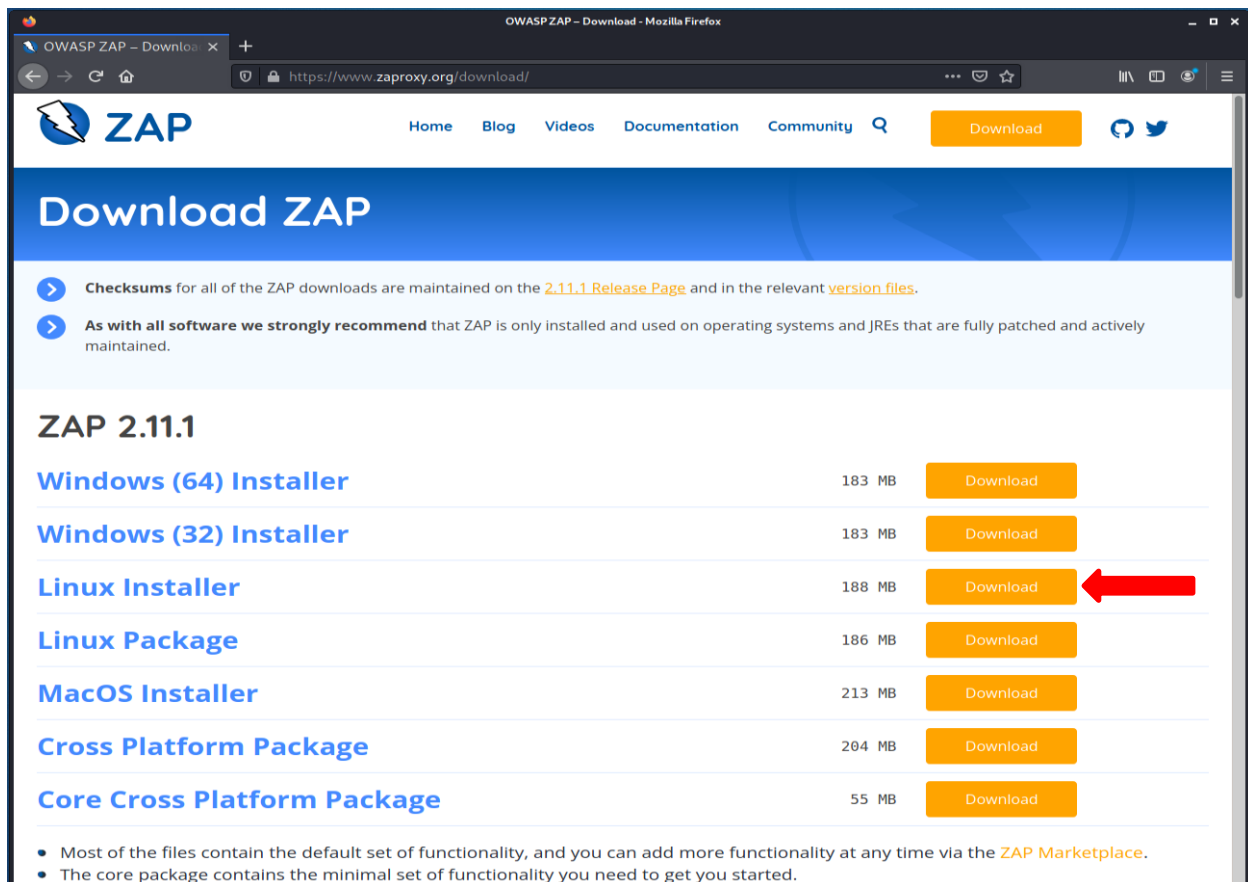 OWASP ZAP – Download - Mozilla Firefox
OWASP ZAP – Downloa
https://www.zaproxy.org/download/
ZAP
Home Blog Videos Documentation Community Download
Download ZAP
Checksums for all of the ZAP downloads are maintained on the 2.11.1 Release Page and in the relevant version files.
As with all software we strongly recommend that ZAP is only installed and used on operating systems and JREs that are fully patched and actively
maintained.
ZAP 2.11.1
Windows (64) Installer 183 MB Download
Windows (32) Installer 183 MB Download
Linux Installer 188 MB Download
Linux Package 186 MB Download
MacOS Installer 213 MB Download
Cross Platform Package 204 MB Download
Core Cross Platform Package 55 MB Download
• Most of the files contain the default set of functionality, and you can add more functionality at any time via the ZAP Marketplace.
• The core package contains the minimal set of functionality you need to get you started.